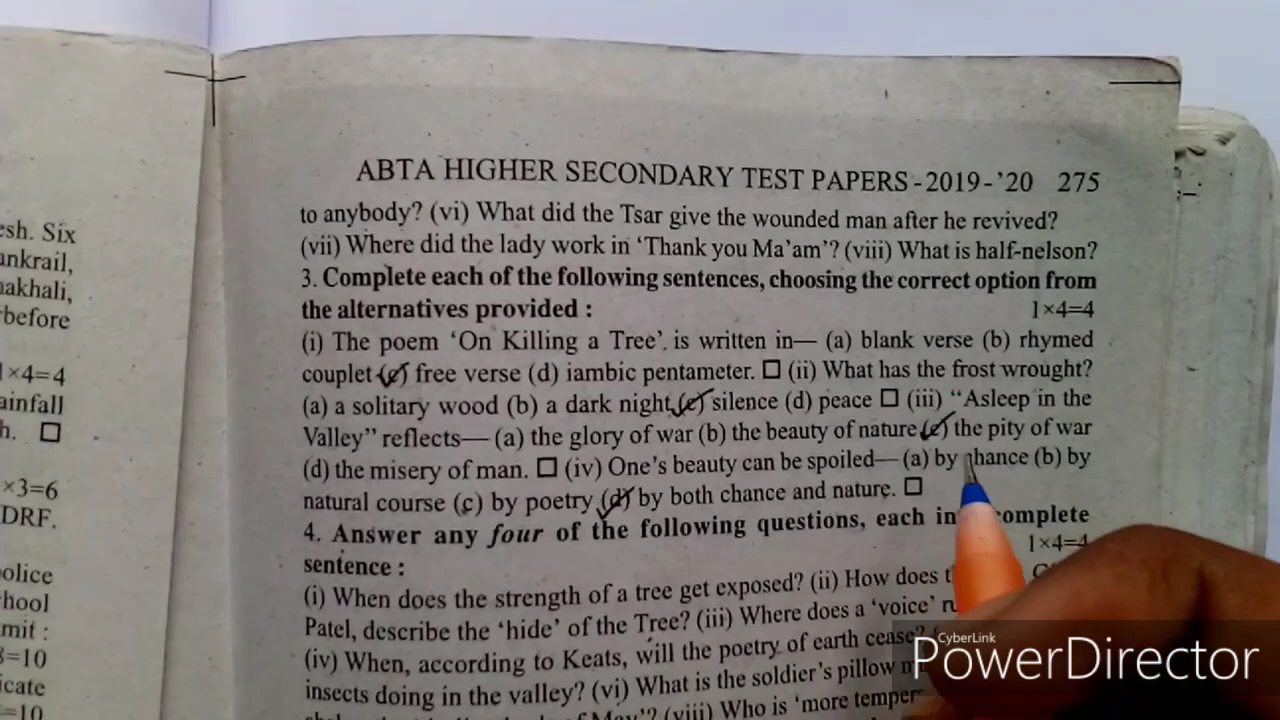 ABTA HIGHER SECONDARY TEST PAPERS-2019-'20 275
to anybody? (vi) What did the Tsar give the wounded man after he revived?
(vii) Where did the lady work in 'Thank you Ma'am'? (viii) What is half-nelson?
3. Complete each of the following sentences, choosing the correct option from
the alternatives provided : 1×4=4
(i) The poem 'On Killing a Tree' is written in— (a) blank verse (b) rhymed
couplet (c) free verse (d) iambic pentameter. ☐ (ii) What has the frost wrought?
(a) a solitary wood (b) a dark night (c) silence (d) peace ☐ (iii) "Asleep in the
Valley" reflects— (a) the glory of war (b) the beauty of nature (c) the pity of war
(d) the misery of man. ☐ (iv) One's beauty can be spoiled— (a) by chance (b) by
natural course (c) by poetry (d) by both chance and nature. ☐
4. Answer any four of the following questions, each in complete
sentence : 1×4=4
(i) When does the strength of a tree get exposed? (ii) How does
Patel, describe the 'hide' of the Tree? (iii) Where does a 'voice'
(iv) When, according to Keats, will the poetry of earth cease?
insects doing in the valley? (vi) What is the soldier's pillow
(viii) Who is 'more
esh. Six
ankrail,
nakhali,
before
1×4=4
ainfall
h. ☐
×3=6
DRF.
olice
hool
mit :
8=10
icate
=10
CyberLink
PowerDirector